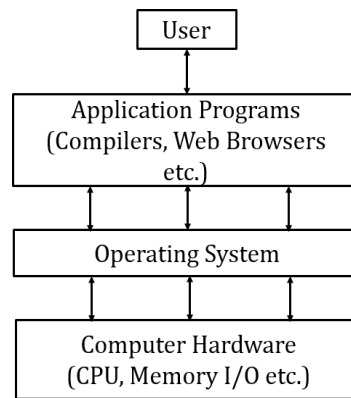 User
Application Programs
(Compilers, Web Browsers
etc.)
Operating System
Computer Hardware
(CPU, Memory I/O etc.)